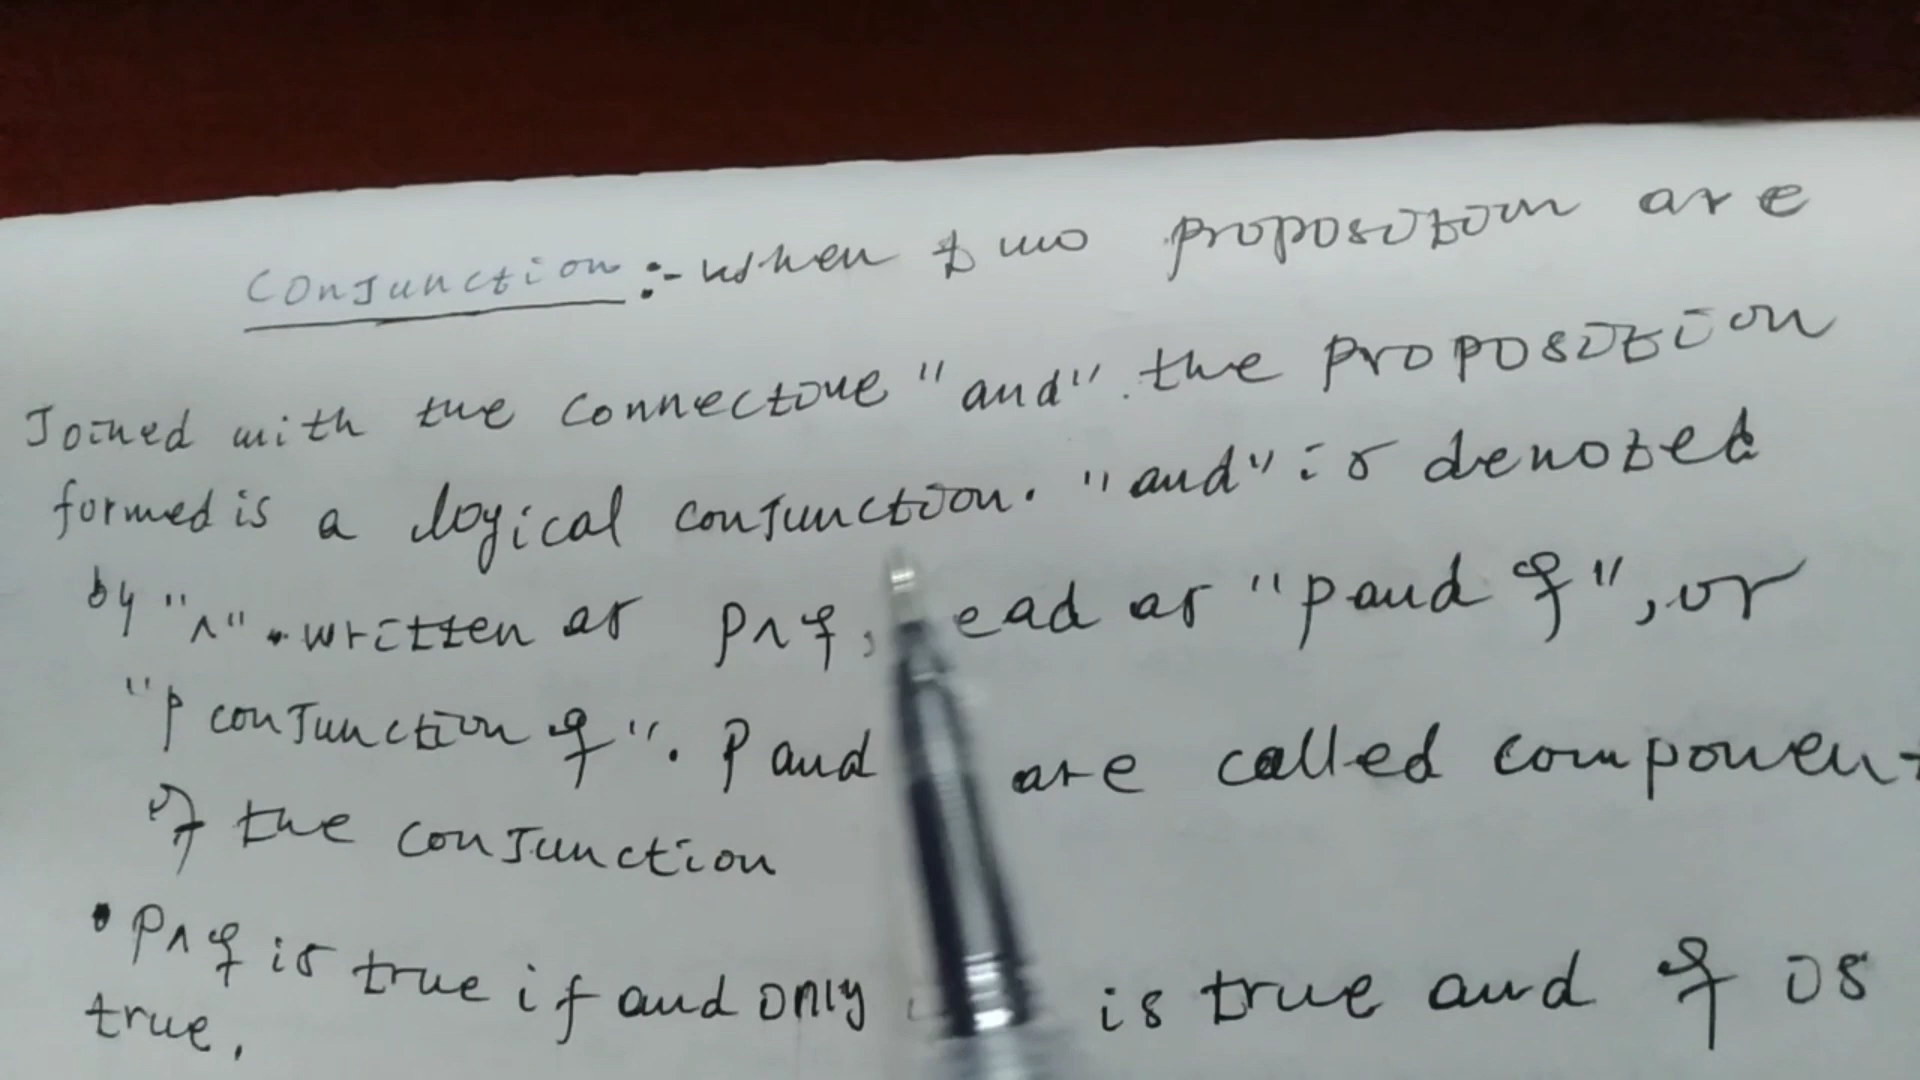 Conjunction :- when two proposition are
Joined with the connective "and". the proposition
formed is a logical conjunction. "and" is denoted
by "∧". written as p∧q, ead as "p and q", or
"p conjunction q". P and are called component
of the conjunction
• P∧q is true if and only is true and q is
true.